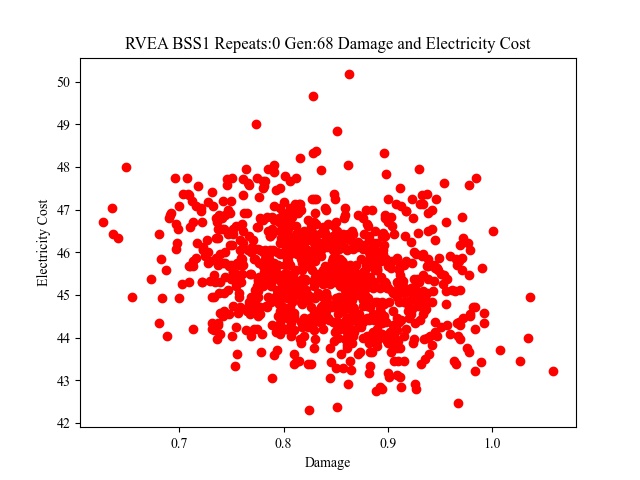 RVEA BSS1 Repeats:0 Gen:68 Damage and Electricity Cost
50
49
48
47
46
45
44
43
42
Electricity Cost
0.7 0.8 0.9 1.0
Damage